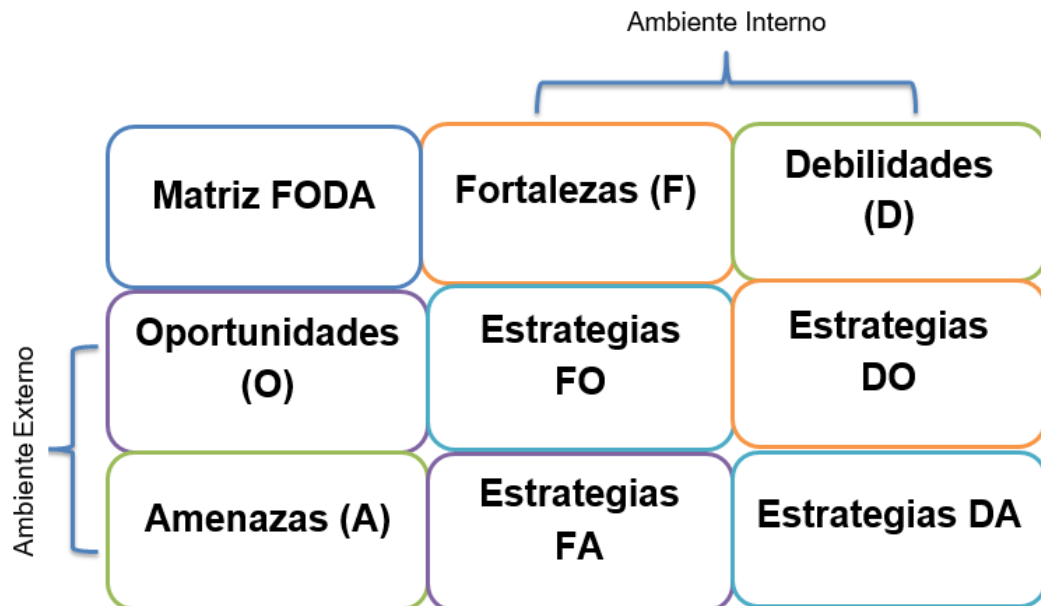 Ambiente Interno
Matriz FODA
Fortalezas (F)
Debilidades
(D)
Ambiente Externo
Oportunidades
(O)
Estrategias
FO
Estrategias
DO
Amenazas (A)
Estrategias
FA
Estrategias DA